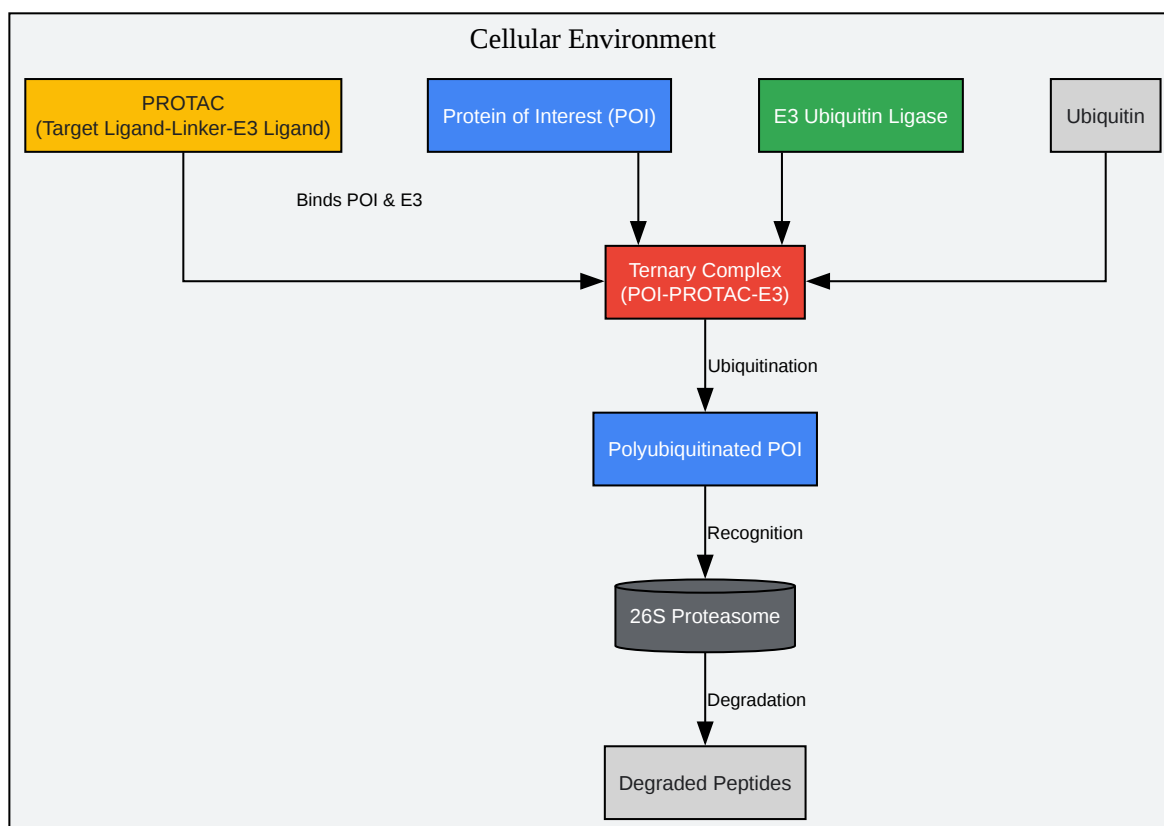 Cellular Environment
PROTAC
(Target Ligand-Linker-E3 Ligand)
Protein of Interest (POI)
E3 Ubiquitin Ligase
Ubiquitin
Binds POI & E3
Ternary Complex
(POI-PROTAC-E3)
Ubiquitination
Polyubiquitinated POI
Recognition
26S Proteasome
Degradation
Degraded Peptides